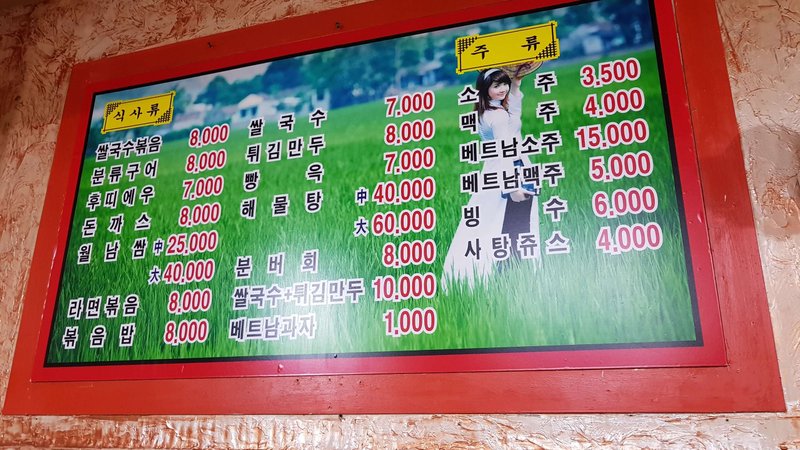 식사류
쌀국수볶음 8,000
분류구어 8,000
후띠에우 7,000
돈까스 8,000
월남쌈 中 25,000
大 40,000
라면볶음 8,000
볶음밥 8,000
쌀국수 7,000
튀김만두 8,000
빵옥 7,000
해물탕 中 40,000
大 60,000
분버휘 8,000
쌀국수+튀김만두 10,000
베트남과자 1,000
주류
소주 3,500
맥주 4,000
베트남소주 15,000
베트남맥주 5,000
빙수 6,000
사탕쥬스 4,000